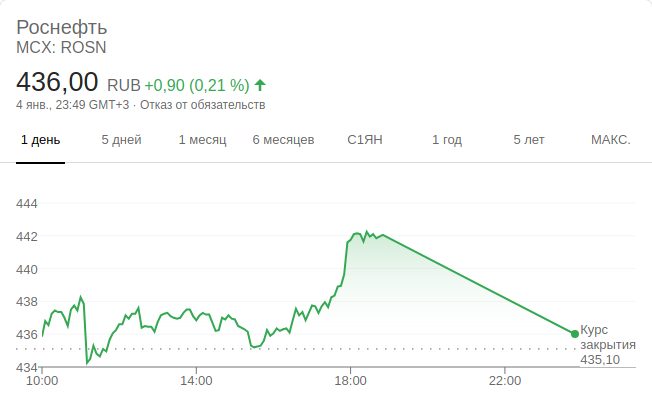 Роснефть
MCX: ROSN
436,00 RUB +0,90 (0,21 %)
4 янв., 23:49 GMT+3 · Отказ от обязательств
1 день 5 дней 1 месяц 6 месяцев С1ЯН 1 год 5 лет МАКС.
444
442
440
438
436
434
Курс
закрытия
435,10
10:00 14:00 18:00 22:00